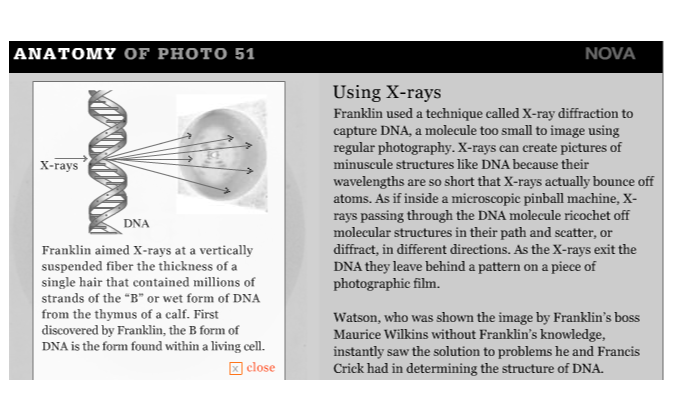 ANATOMY OF PHOTO 51
NOVA
X-rays
DNA
Franklin aimed X-rays at a vertically
suspended fiber the thickness of a
single hair that contained millions of
strands of the “B” or wet form of DNA
from the thymus of a calf. First
discovered by Franklin, the B form of
DNA is the form found within a living cell.
x close
Using X-rays
Franklin used a technique called X-ray diffraction to
capture DNA, a molecule too small to image using
regular photography. X-rays can create pictures of
minuscule structures like DNA because their
wavelengths are so short that X-rays actually bounce off
atoms. As if inside a microscopic pinball machine, X-
rays passing through the DNA molecule ricochet off
molecular structures in their path and scatter, or
diffract, in different directions. As the X-rays exit the
DNA they leave behind a pattern on a piece of
photographic film.
Watson, who was shown the image by Franklin’s boss
Maurice Wilkins without Franklin’s knowledge,
instantly saw the solution to problems he and Francis
Crick had in determining the structure of DNA.